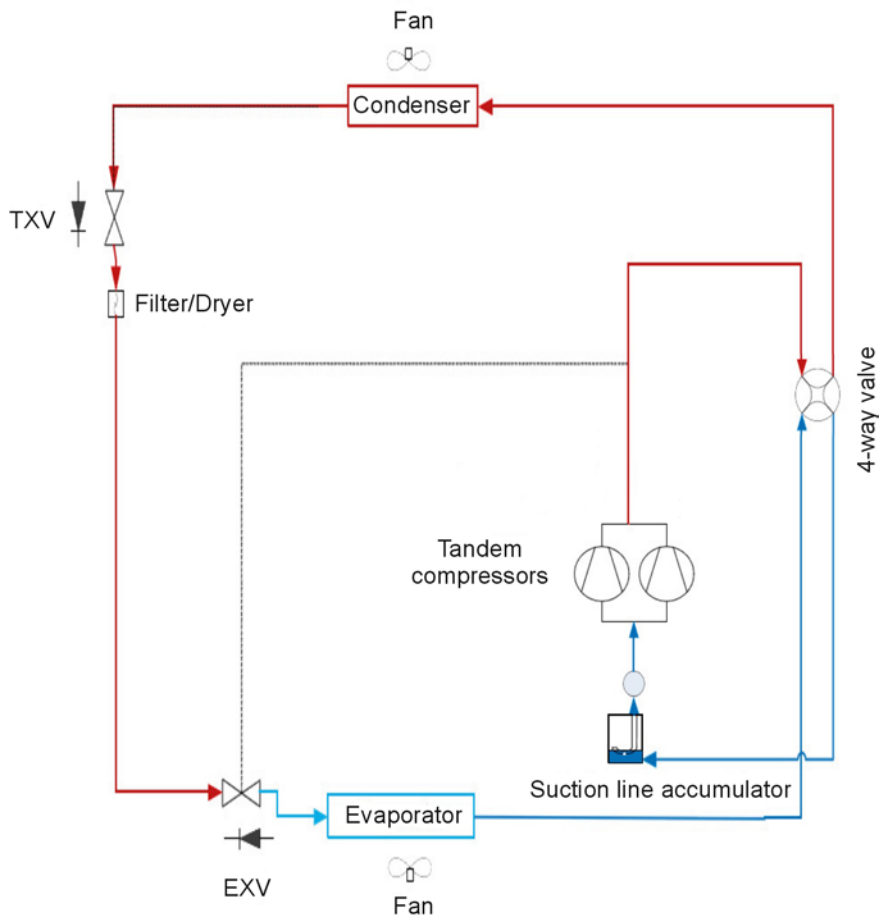 Fan
Condenser
TXV
Filter/Dryer
4-way valve
Tandem
compressors
Suction line accumulator
Evaporator
EXV
Fan